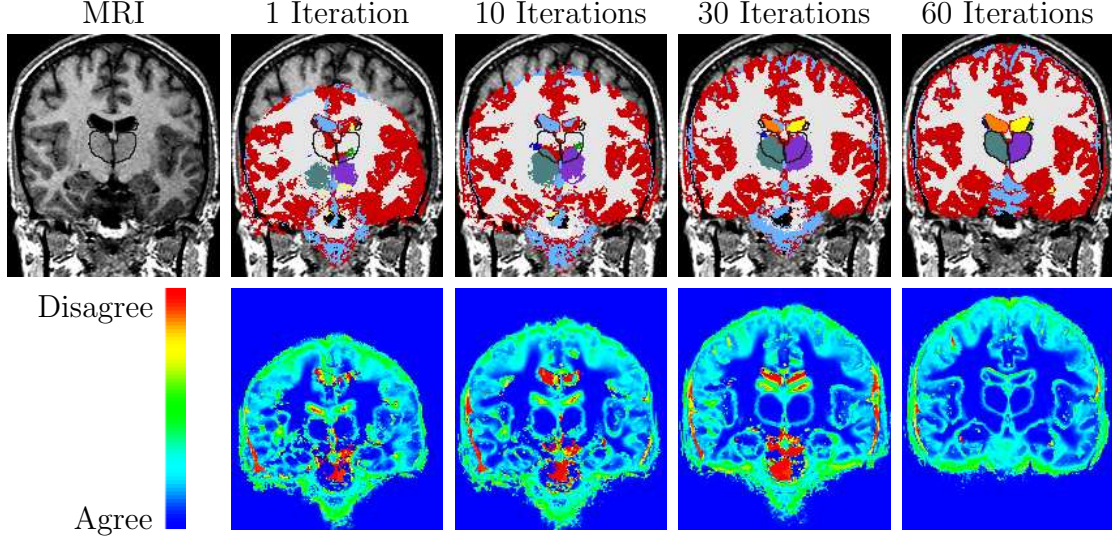 MRI
1 Iteration
10 Iterations
30 Iterations
60 Iterations
Disagree
Agree